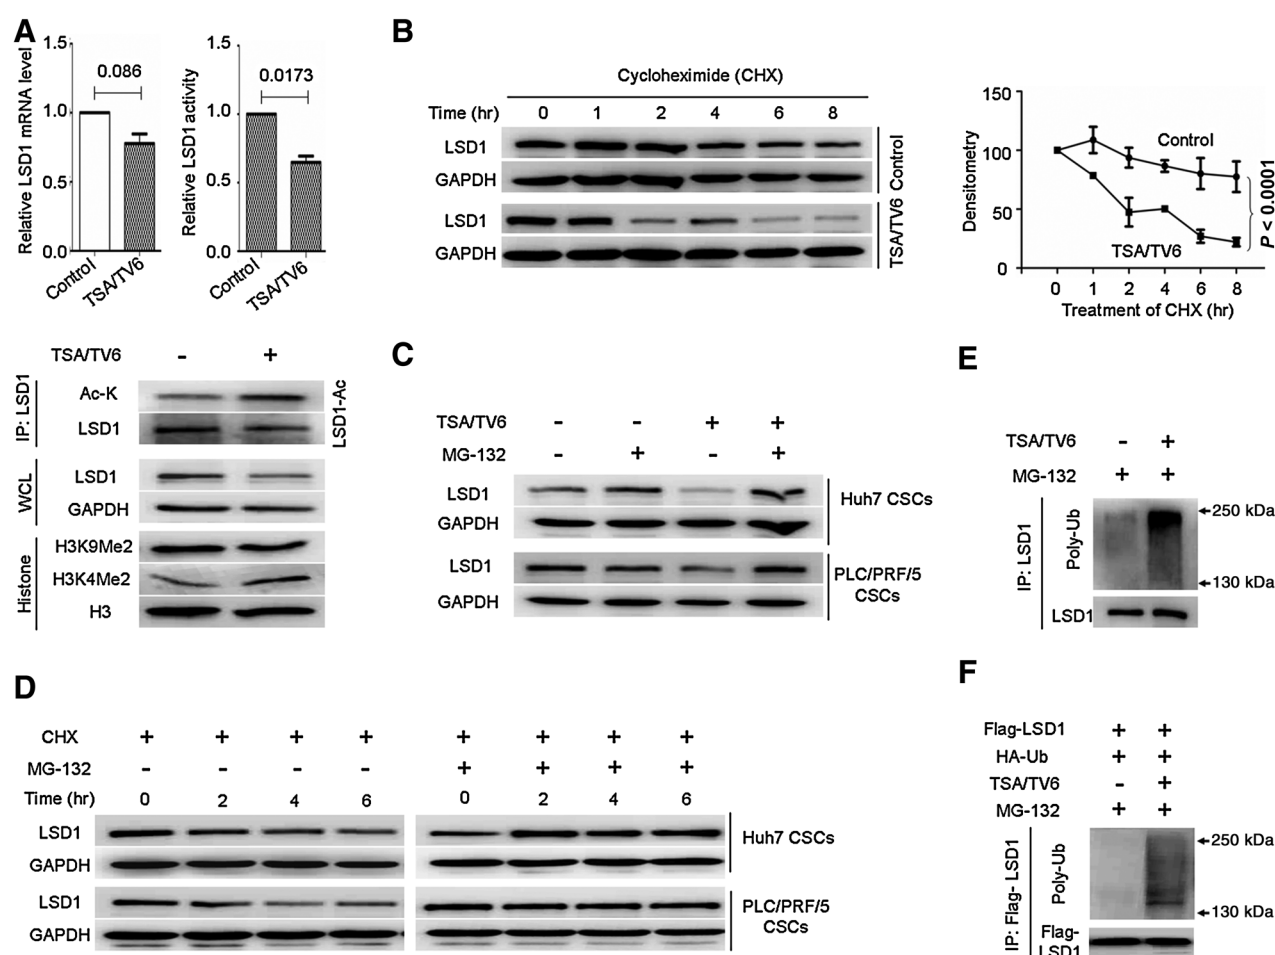 A
Relative LSD1 mRNA level
1.5
1.0
0.5
0.0
0.086
Control
TSA/TV6
Relative LSD1 activity
1.5
1.0
0.5
0.0
0.0173
Control
TSA/TV6
TSA/TV6 - +
IP: LSD1
Ac-K
LSD1
LSD1-Ac
WCL
LSD1
GAPDH
Histone
H3K9Me2
H3K4Me2
H3
B
Cycloheximide (CHX)
Time (hr) 0 1 2 4 6 8
LSD1
GAPDH
Control
LSD1
GAPDH
TSA/TV6
Densitometry
150
100
50
0
Control
TSA/TV6
P < 0.0001
0 1 2 4 6 8
Treatment of CHX (hr)
C
TSA/TV6 - - + +
MG-132 - + - +
LSD1
GAPDH
Huh7 CSCs
LSD1
GAPDH
PLC/PRF/5
CSCs
D
CHX + + + + + + + +
MG-132 - - - - + + + +
Time (hr) 0 2 4 6 0 2 4 6
LSD1
GAPDH
Huh7 CSCs
LSD1
GAPDH
PLC/PRF/5
CSCs
E
TSA/TV6 - +
MG-132 + +
IP: LSD1
Poly-Ub
250 kDa
130 kDa
LSD1
F
Flag-LSD1 + +
HA-Ub + +
TSA/TV6 - +
MG-132 + +
IP: Flag- LSD1
Poly-Ub
250 kDa
130 kDa
Flag-
LSD1